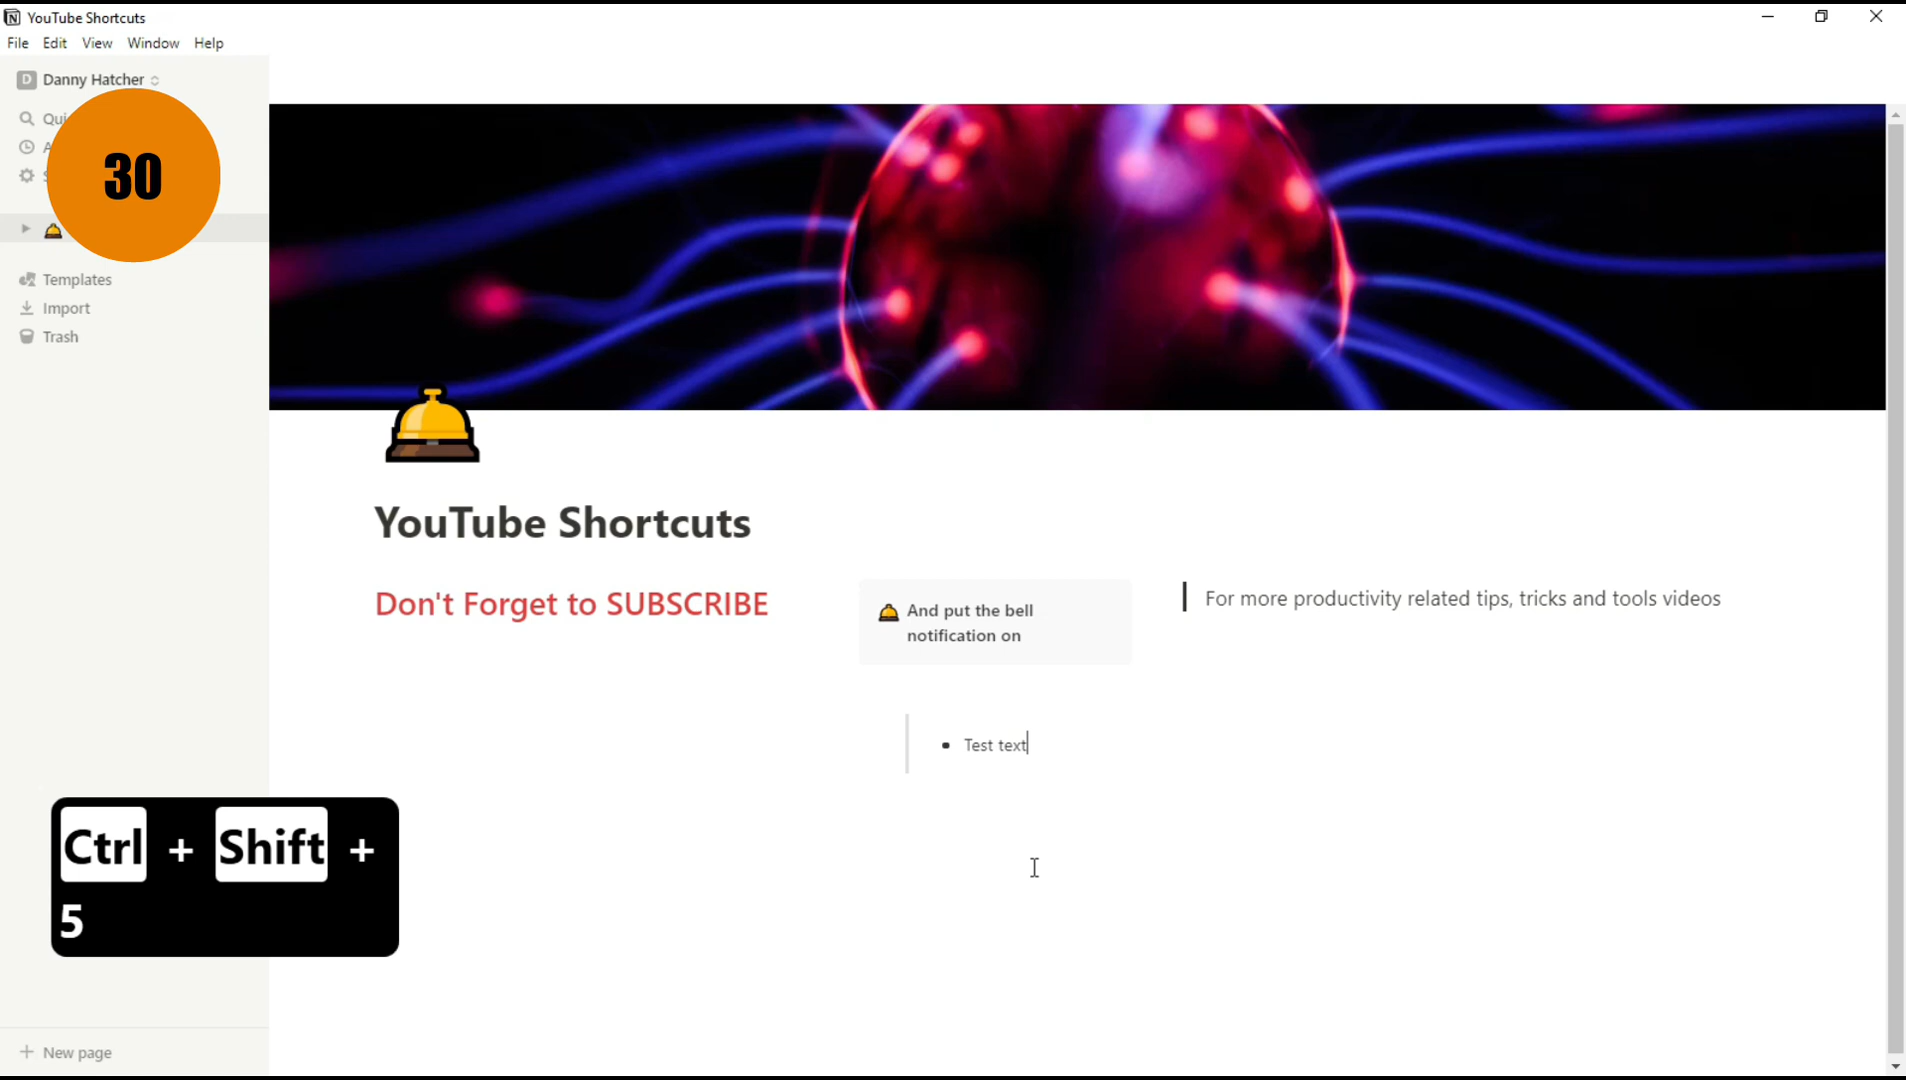 YouTube Shortcuts
File Edit View Window Help
D Danny Hatcher
30
Templates
Import
Trash
YouTube Shortcuts
Don't Forget to SUBSCRIBE
And put the bell
notification on
For more productivity related tips, tricks and tools videos
• Test text
Ctrl + Shift +
5
+ New page